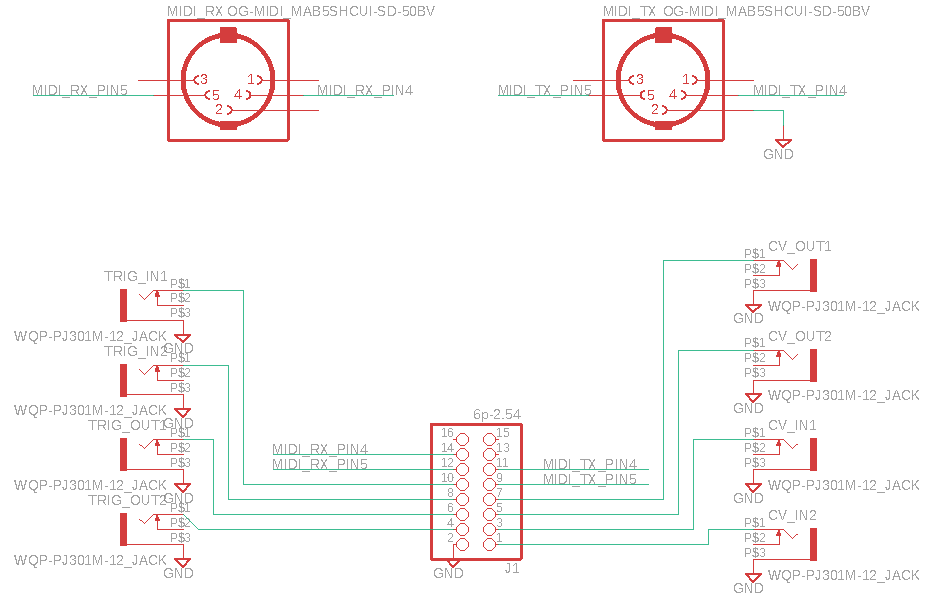 MIDI_RX OG-MIDI_MAB5SHCUI-SD-50BV
MIDI_TX OG-MIDI_MAB5SHCUI-SD-50BV
3
1
5
4
2
MIDI_RX_PIN5
MIDI_RX_PIN4
3
1
5
4
2
MIDI_TX_PIN5
MIDI_TX_PIN4
GND
TRIG_IN1
P$1
P$2
P$3
WQP-PJ301M-12_JACK
GND
TRIG_IN2
P$1
P$2
P$3
WQP-PJ301M-12_JACK
GND
TRIG_OUT1
P$1
P$2
P$3
WQP-PJ301M-12_JACK
GND
TRIG_OUT2
P$1
P$2
P$3
WQP-PJ301M-12_JACK
GND
6p-2.54
16
15
14
13
12
11
10
9
8
7
6
5
4
3
2
1
MIDI_RX_PIN4
MIDI_RX_PIN5
MIDI_TX_PIN4
MIDI_TX_PIN5
GND
J1
CV_OUT1
P$1
P$2
P$3
WQP-PJ301M-12_JACK
GND
CV_OUT2
P$1
P$2
P$3
WQP-PJ301M-12_JACK
GND
CV_IN1
P$1
P$2
P$3
WQP-PJ301M-12_JACK
GND
CV_IN2
P$1
P$2
P$3
WQP-PJ301M-12_JACK
GND